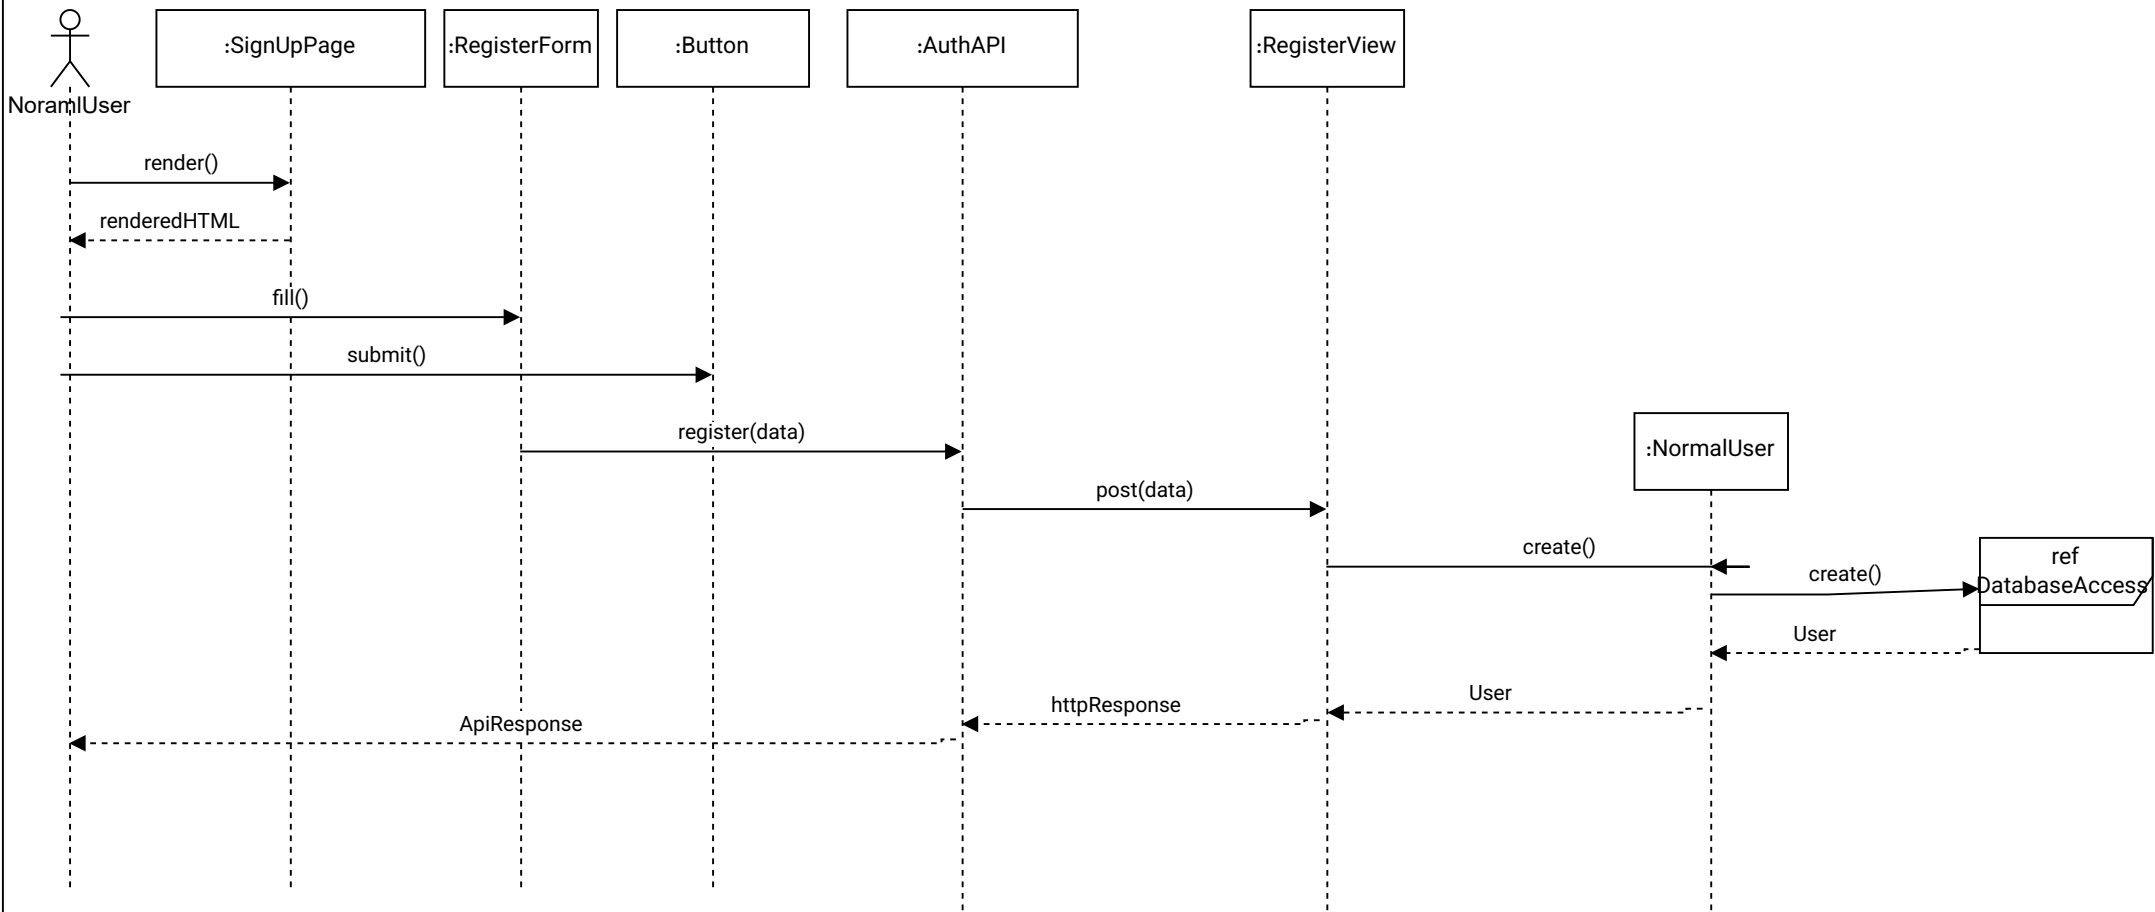 :SignUpPage
:RegisterForm
:Button
:AuthAPI
:RegisterView
NoramlUser
render()
renderedHTML
fill()
submit()
register(data)
:NormalUser
post(data)
create()
ref
create()
DatabaseAccess
User
User
httpResponse
ApiResponse